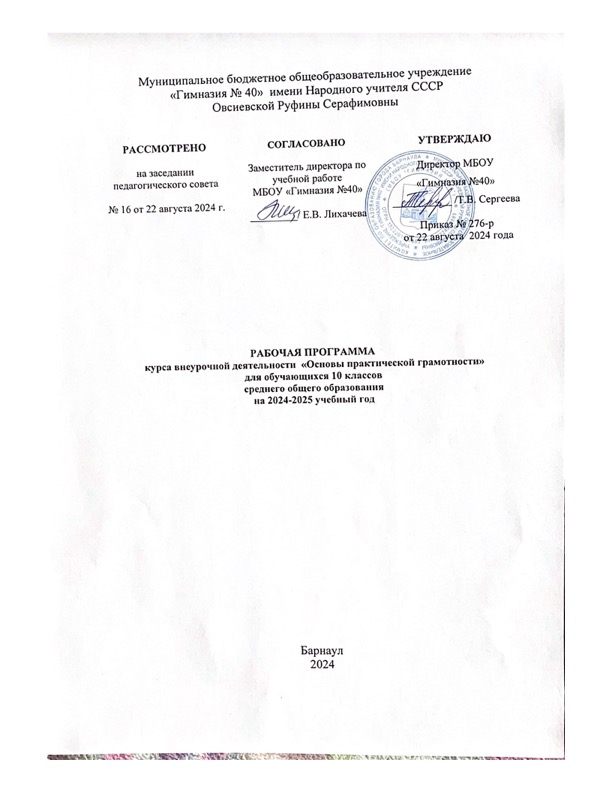 Муниципальное бюджетное общеобразовательное учреждение
«Гимназия № 40» имени Народного учителя СССР
Овсиевской Руфины Серафимовны
РАССМОТРЕНО
на заседании
педагогического совета
№ 16 от 22 августа 2024 г.
СОГЛАСОВАНО
Заместитель директора по
учебной работе
МБОУ «Гимназия №40»
/ Е.В. Лихачева
УТВЕРЖДАЮ
Директор МБОУ
«Гимназия №40»
/Т.В. Сергеева
Приказ № 276-р
от 22 августа 2024 года
РАБОЧАЯ ПРОГРАММА
курса внеурочной деятельности «Основы практической грамотности»
для обучающихся 10 классов
среднего общего образования
на 2024-2025 учебный год
Барнаул
2024